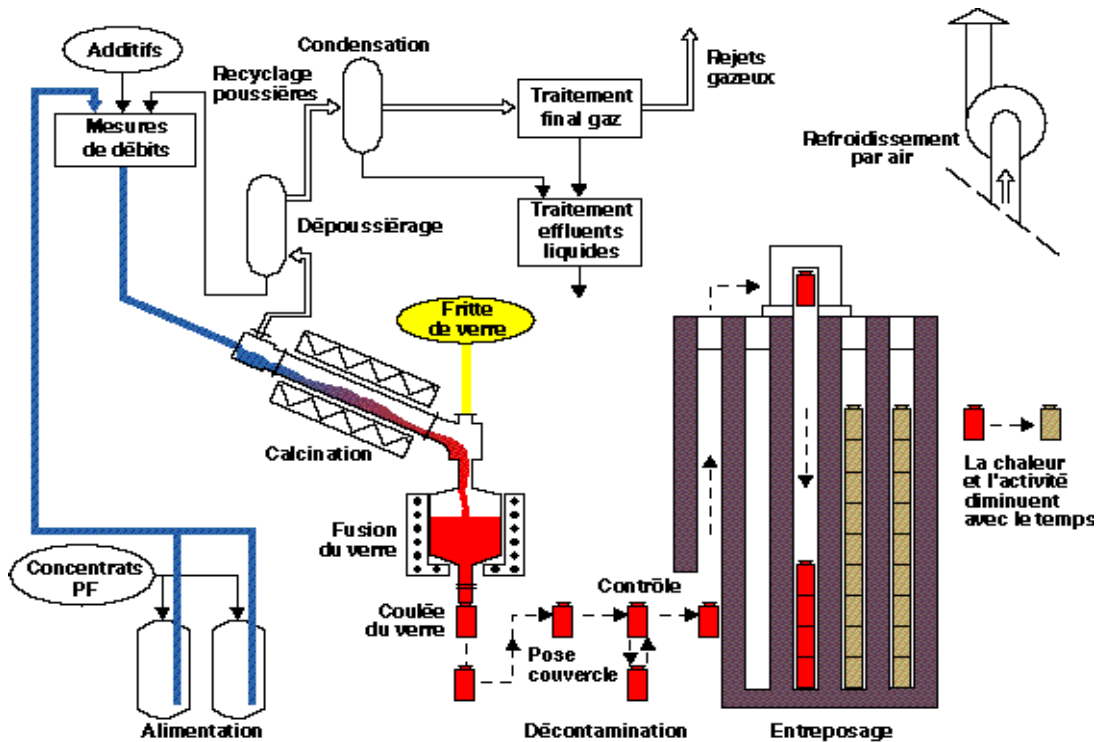 Additifs
Condensation
Recyclage
poussières
Rejets
gazeux
Mesures
de débits
Traitement
final gaz
Refroidissement
par air
Dépoussiérage
Traitement
effluents
liquides
Fritte
de verre
Calcination
La chaleur
et l'activité
diminuent
avec le temps
Fusion
du verre
Concentrats
PF
Contrôle
Coulée
du verre
Pose
couvercle
Alimentation
Décontamination
Entreposage